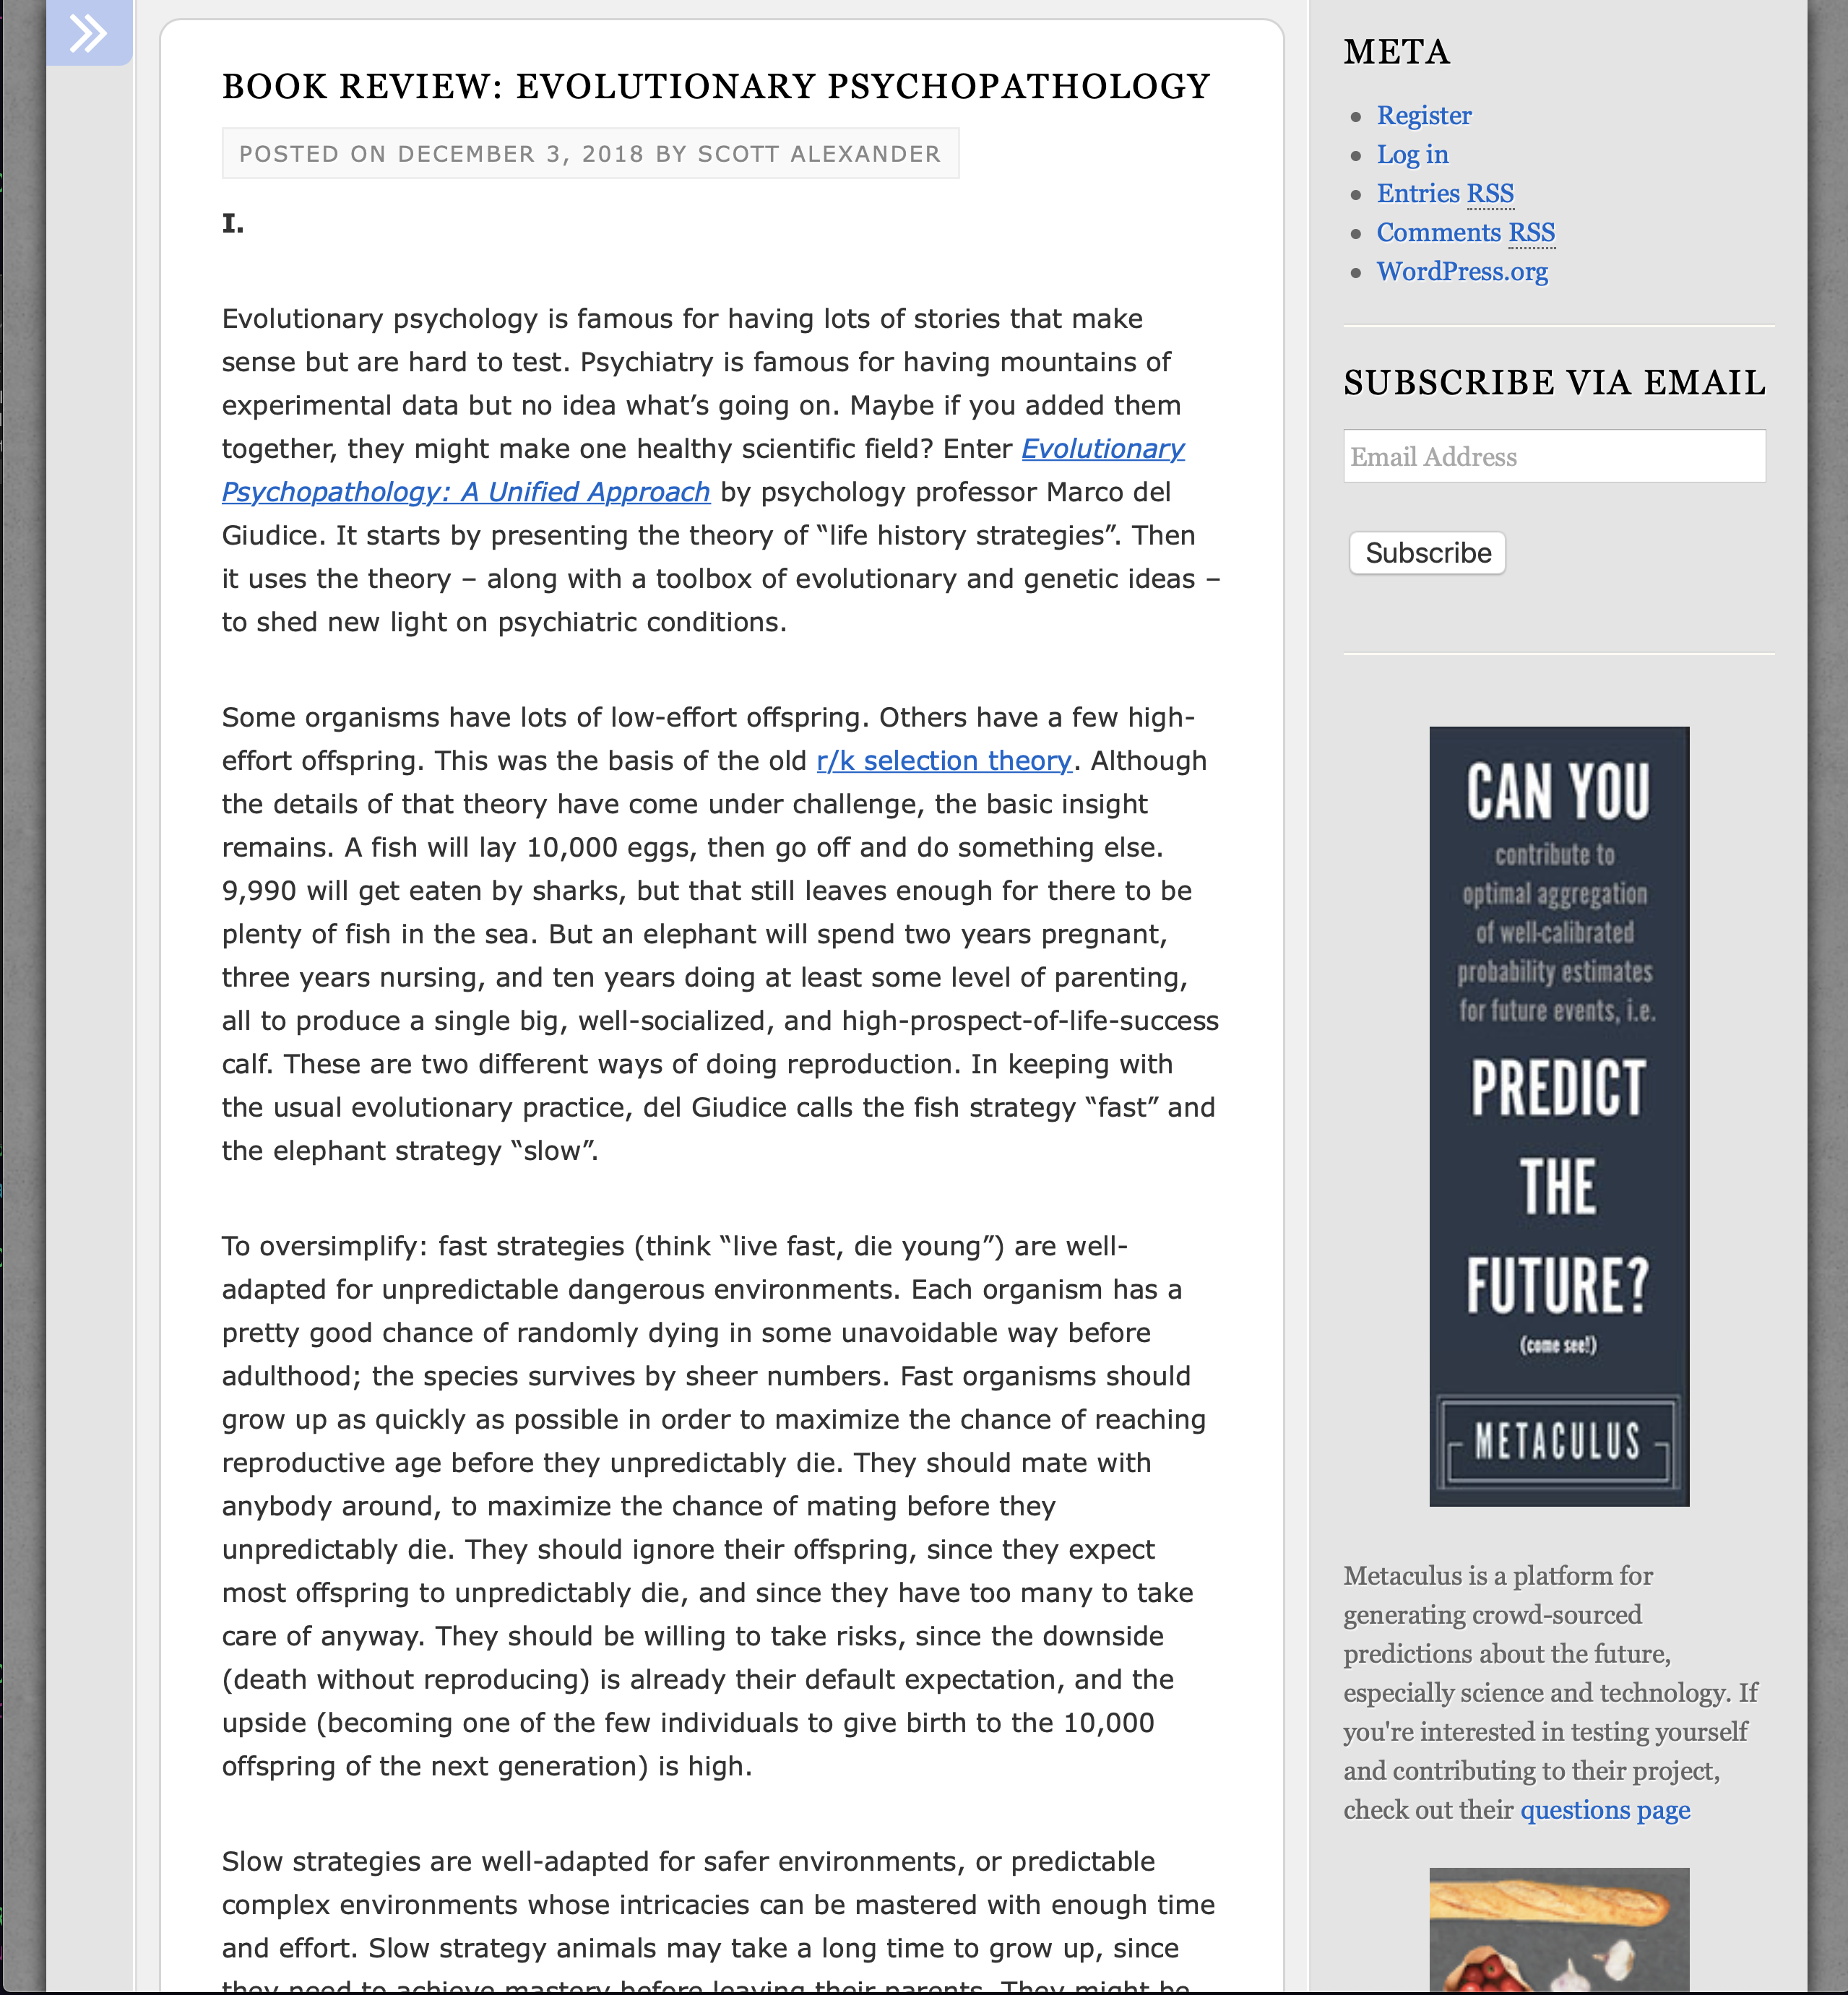 BOOK REVIEW: EVOLUTIONARY PSYCHOPATHOLOGY
POSTED ON DECEMBER 3, 2018 BY SCOTT ALEXANDER
I.
Evolutionary psychology is famous for having lots of stories that make
sense but are hard to test. Psychiatry is famous for having mountains of
experimental data but no idea what’s going on. Maybe if you added them
together, they might make one healthy scientific field? Enter Evolutionary
Psychopathology: A Unified Approach by psychology professor Marco del
Giudice. It starts by presenting the theory of “life history strategies”. Then
it uses the theory – along with a toolbox of evolutionary and genetic ideas –
to shed new light on psychiatric conditions.
Some organisms have lots of low-effort offspring. Others have a few high-
effort offspring. This was the basis of the old r/k selection theory. Although
the details of that theory have come under challenge, the basic insight
remains. A fish will lay 10,000 eggs, then go off and do something else.
9,990 will get eaten by sharks, but that still leaves enough for there to be
plenty of fish in the sea. But an elephant will spend two years pregnant,
three years nursing, and ten years doing at least some level of parenting,
all to produce a single big, well-socialized, and high-prospect-of-life-success
calf. These are two different ways of doing reproduction. In keeping with
the usual evolutionary practice, del Giudice calls the fish strategy “fast” and
the elephant strategy “slow”.
To oversimplify: fast strategies (think “live fast, die young”) are well-
adapted for unpredictable dangerous environments. Each organism has a
pretty good chance of randomly dying in some unavoidable way before
adulthood; the species survives by sheer numbers. Fast organisms should
grow up as quickly as possible in order to maximize the chance of reaching
reproductive age before they unpredictably die. They should mate with
anybody around, to maximize the chance of mating before they
unpredictably die. They should ignore their offspring, since they expect
most offspring to unpredictably die, and since they have too many to take
care of anyway. They should be willing to take risks, since the downside
(death without reproducing) is already their default expectation, and the
upside (becoming one of the few individuals to give birth to the 10,000
offspring of the next generation) is high.
Slow strategies are well-adapted for safer environments, or predictable
complex environments whose intricacies can be mastered with enough time
and effort. Slow strategy animals may take a long time to grow up, since
they need to achieve mastery before leaving their parents. They might be
META
Register
Log in
Entries RSS
Comments RSS
WordPress.org
SUBSCRIBE VIA EMAIL
Email Address
Subscribe
CAN YOU
contribute to
optimal aggregation
of well-calibrated
probability estimates
for future events, i.e.
PREDICT
THE
FUTURE?
(come see!)
METACULUS
Metaculus is a platform for
generating crowd-sourced
predictions about the future,
especially science and technology. If
you're interested in testing yourself
and contributing to their project,
check out their questions page